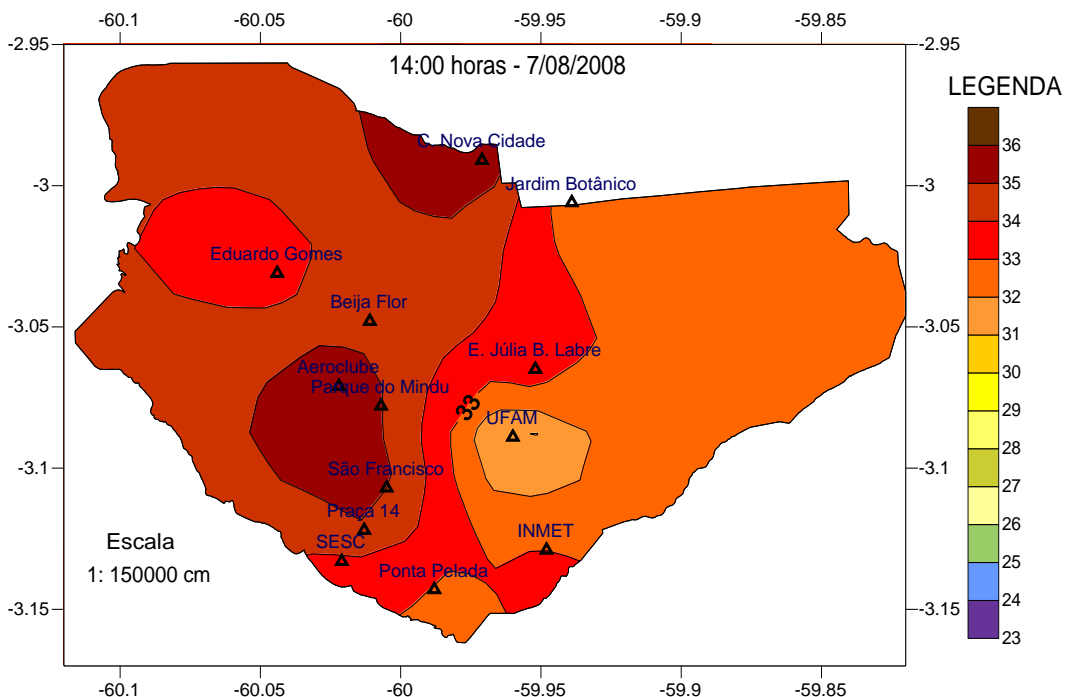 -60.1 -60.05 -60 -59.95 -59.9 -59.85
-2.95 -2.95
14:00 horas - 7/08/2008
LEGENDA
C. Nova Cidade
36
-3 -3
Jardim Botânico
35
34
Eduardo Gomes
33
Beija Flor
32
-3.05 -3.05
E. Júlia B. Labre
31
Aeroclube
30
Parque do Mindu
33
29
UFAM
28
-3.1 -3.1
São Francisco
27
Praça 14
26
INMET
Escala
SESC
25
1: 150000 cm
Ponta Pelada
24
-3.15 -3.15
23
-60.1 -60.05 -60 -59.95 -59.9 -59.85